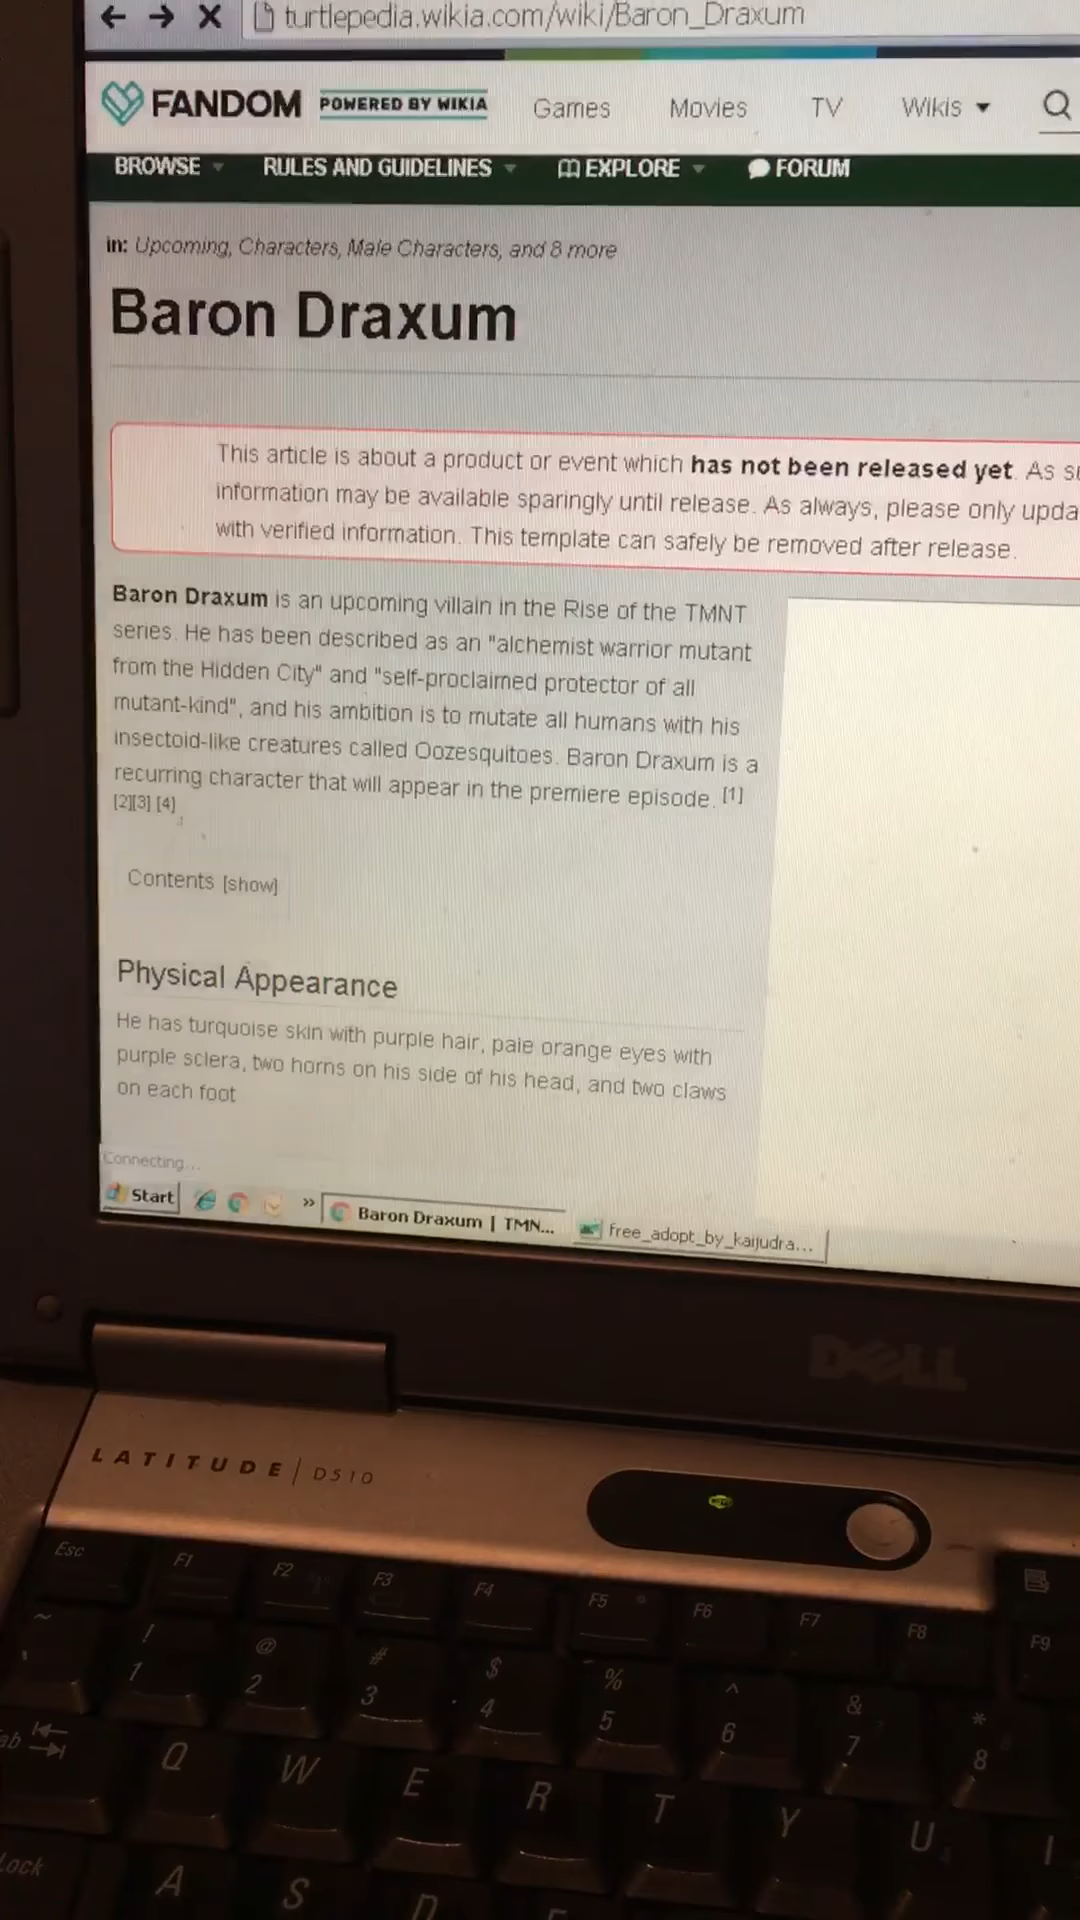 turtlepedia.wikia.com/wiki/Baron_Draxum
FANDOM POWERED BY WIKIA Games Movies TV Wikis
BROWSE RULES AND GUIDELINES EXPLORE FORUM
in: Upcoming, Characters, Male Characters, and 8 more
Baron Draxum
This article is about a product or event which has not been released yet. As
information may be available sparingly until release. As always, please only
with verified information. This template can safely be removed after release.
Baron Draxum is an upcoming villain in the Rise of the TMNT
series. He has been described as an "alchemist warrior mutant
from the Hidden City" and "self-proclaimed protector of all
mutant-kind", and his ambition is to mutate all humans with his
insectoid-like creatures called Oozesquitoes. Baron Draxum is a
recurring character that will appear in the premiere episode. [1]
[2][3] [4]
Contents [show]
Physical Appearance
He has turquoise skin with purple hair, pale orange eyes with
purple sclera, two horns on his side of his head, and two claws
on each foot
Connecting...
Start » Baron Draxum | TMN... free_adopt_by_kaijudra...
DELL
LATITUDE | D510
Esc F1 F2 F3 F4 F5 F6 F7 F8 F9
~ ! @ # $ % ^ & *
` 1 2 3 4 5 6 7 8
Q W E R T Y U I
Lock A S D